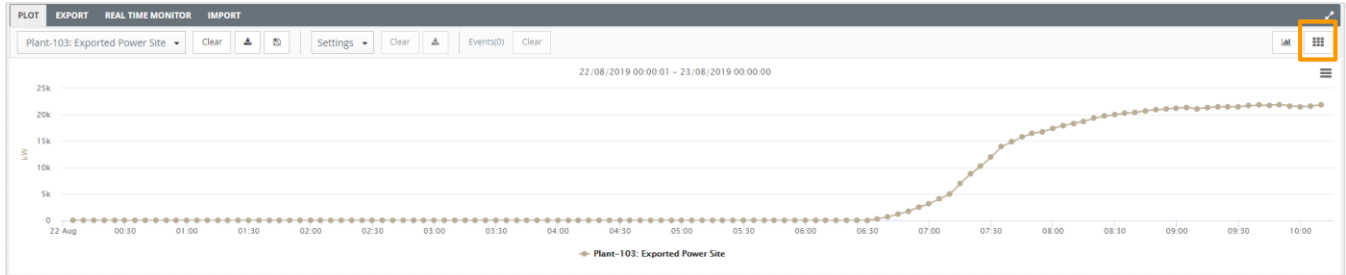 PLOT EXPORT REAL TIME MONITOR IMPORT
Plant-103: Exported Power Site Clear Settings Clear Events(0) Clear
22/08/2019 00:00:01 - 23/08/2019 00:00:00
25k
20k
15k
kW
10k
5k
0
22 Aug 00:30 01:00 01:30 02:00 02:30 03:00 03:30 04:00 04:30 05:00 05:30 06:00 06:30 07:00 07:30 08:00 08:30 09:00 09:30 10:00
Plant-103: Exported Power Site